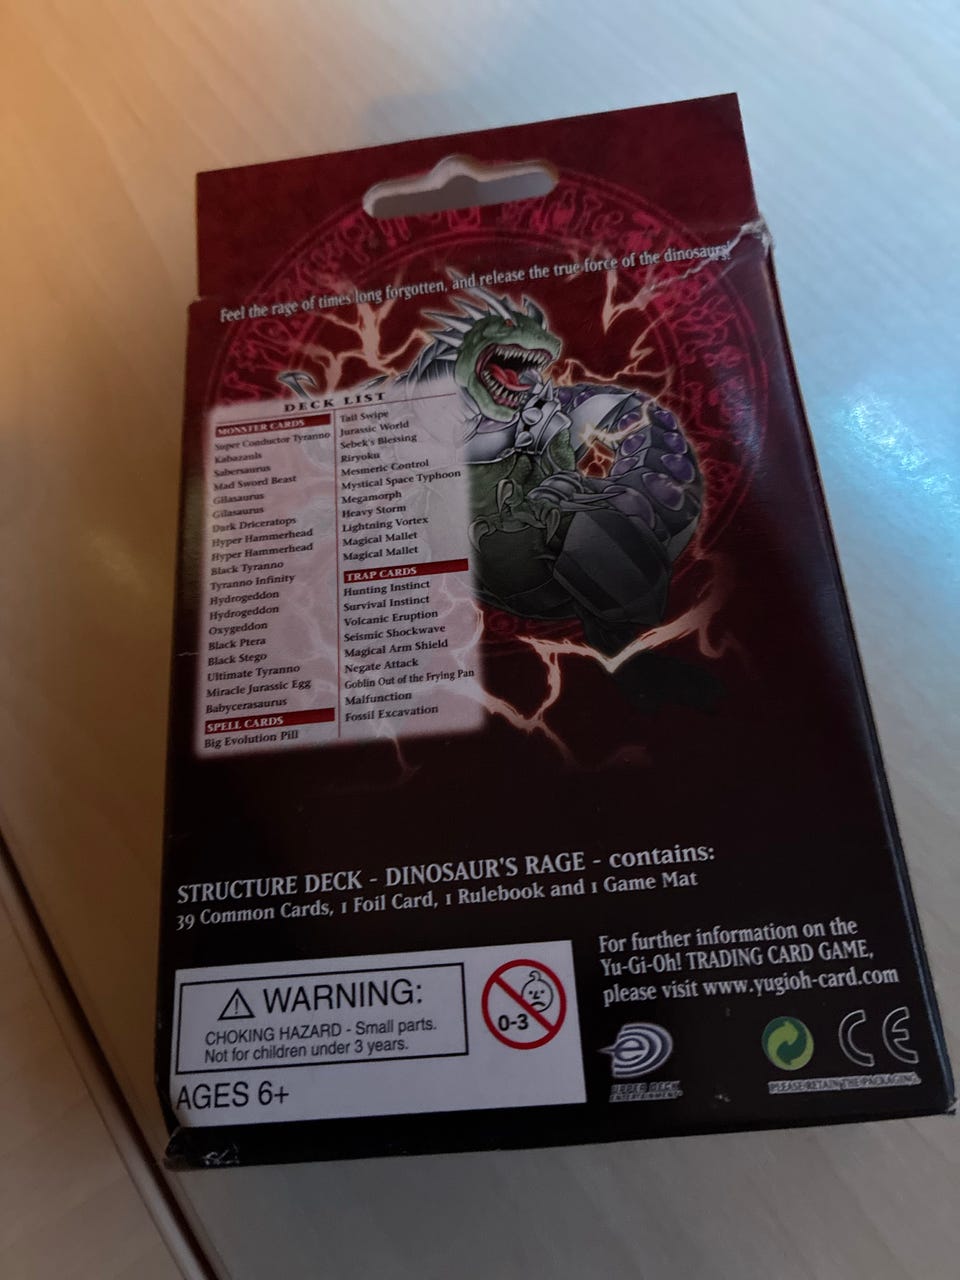 Feel the rage of times long forgotten, and release the true force of the dinosaurs!
DECK LIST
MONSTER CARDS
Super Conductor Tyranno
Kabazauls
Sabersaurus
Mad Sword Beast
Gilasaurus
Gilasaurus
Dark Driceratops
Hyper Hammerhead
Hyper Hammerhead
Black Tyranno
Tyranno Infinity
Hydrogeddon
Hydrogeddon
Oxygeddon
Black Ptera
Black Stego
Ultimate Tyranno
Miracle Jurassic Egg
Babycerasaurus
SPELL CARDS
Big Evolution Pill
Tail Swipe
Jurassic World
Sebek's Blessing
Riryoku
Mesmeric Control
Mystical Space Typhoon
Megamorph
Heavy Storm
Lightning Vortex
Magical Mallet
Magical Mallet
TRAP CARDS
Hunting Instinct
Survival Instinct
Volcanic Eruption
Seismic Shockwave
Magical Arm Shield
Negate Attack
Goblin Out of the Frying Pan
Malfunction
Fossil Excavation
STRUCTURE DECK - DINOSAUR'S RAGE - contains:
39 Common Cards, 1 Foil Card, 1 Rulebook and 1 Game Mat
For further information on the
Yu-Gi-Oh! TRADING CARD GAME,
please visit www.yugioh-card.com
WARNING:
CHOKING HAZARD - Small parts.
Not for children under 3 years.
0-3
AGES 6+
UPPER DECK
ENTERTAINMENT
CE
PLEASE RETAIN THE PACKAGING